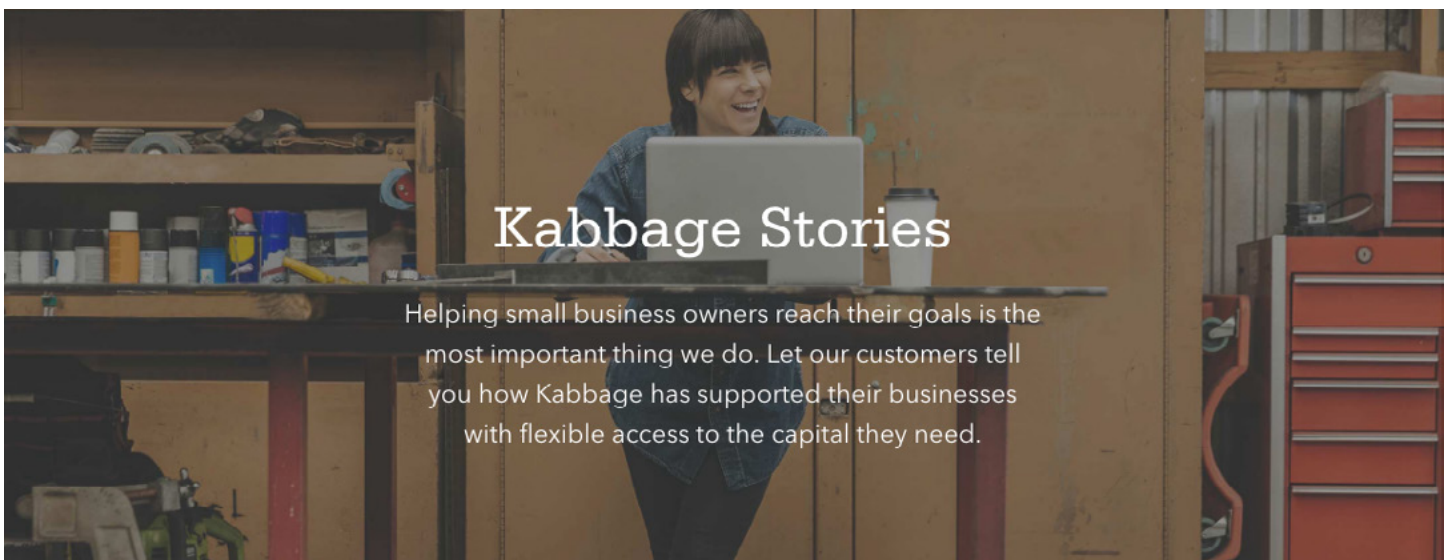 Kabbage Stories
Helping small business owners reach their goals is the
most important thing we do. Let our customers tell
you how Kabbage has supported their businesses
with flexible access to the capital they need.